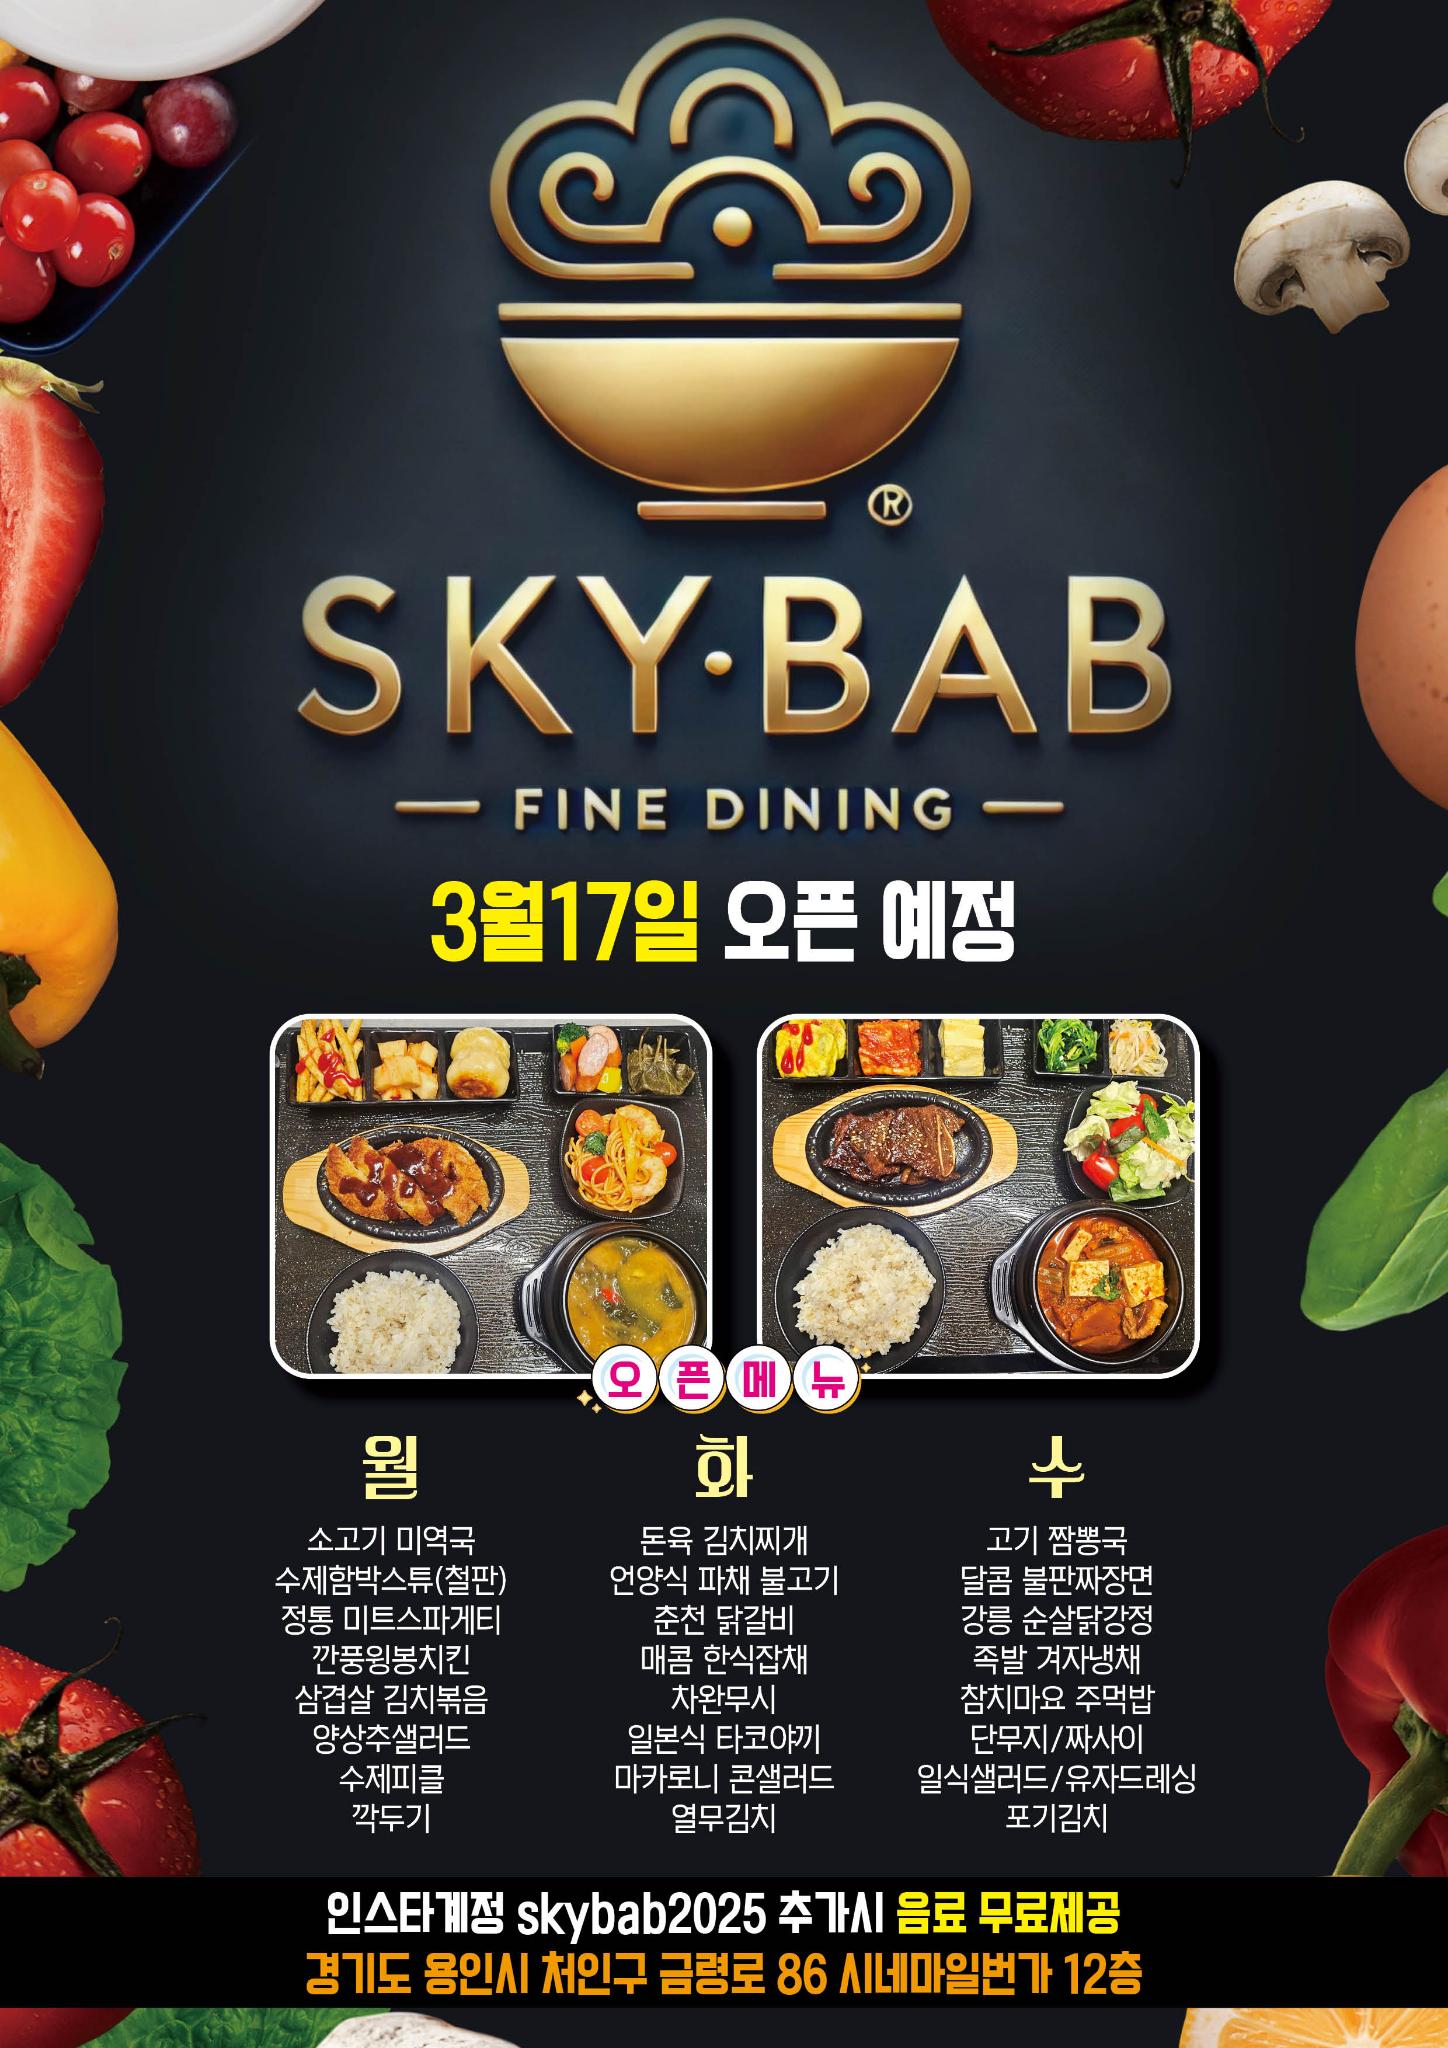 ®
SKY·BAB
FINE DINING
3월17일 오픈 예정
오픈메뉴
월
소고기 미역국
수제함박스튜(철판)
정통 미트스파게티
깐풍윙봉치킨
삼겹살 김치볶음
양상추샐러드
수제피클
깍두기
화
돈육 김치찌개
언양식 파채 불고기
춘천 닭갈비
매콤 한식잡채
차완무시
일본식 타코야끼
마카로니 콘샐러드
열무김치
수
고기 짬뽕국
달콤 불판짜장면
강릉 순살닭강정
족발 겨자냉채
참치마요 주먹밥
단무지/짜사이
일식샐러드/유자드레싱
포기김치
인스타계정 skybab2025 추가시 음료 무료제공
경기도 용인시 처인구 금령로 86 시네마일번가 12층